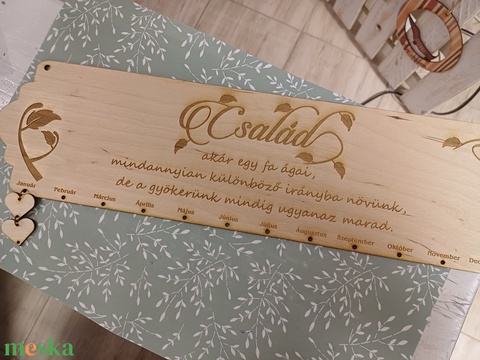 Család
akár egy fa ágai,
mindannyian különböző irányba növünk,
de a gyökerünk mindig ugyanaz marad.
Január Február Március Április Május Június Július Augusztus Szeptember Október November
meska